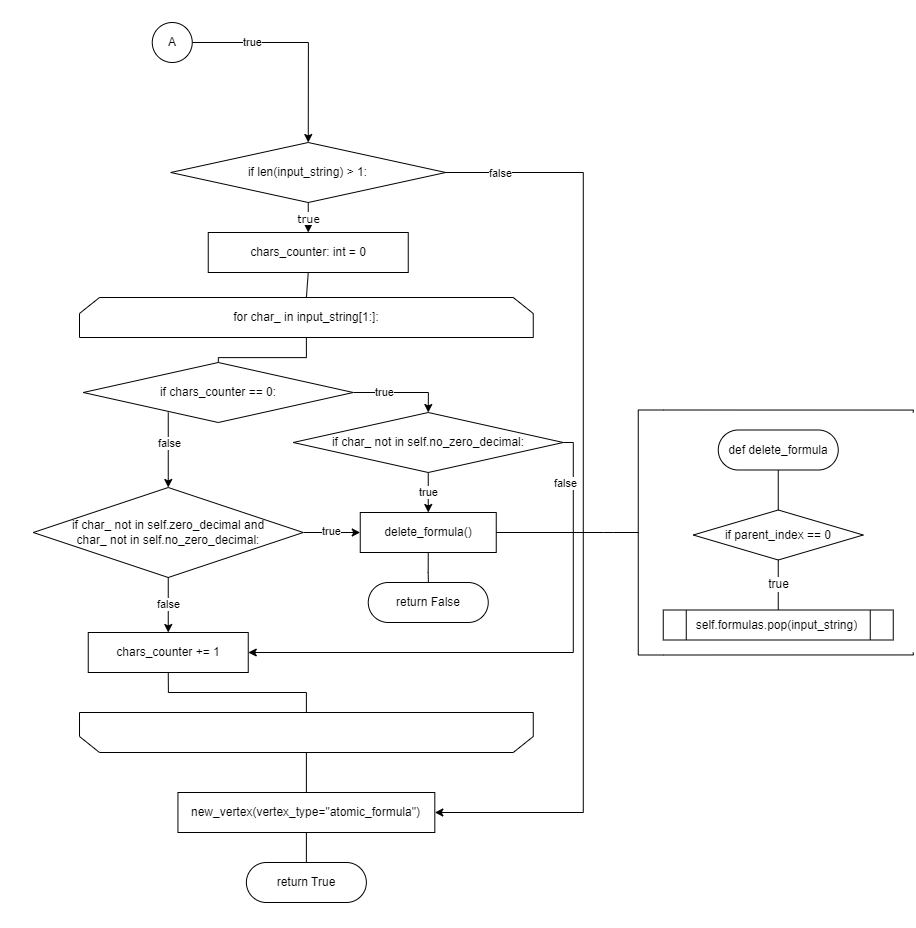 A
true
if len(input_string) > 1:
false
true
chars_counter: int = 0
for char_ in input_string[1:]:
if chars_counter == 0:
true
if char_ not in self.no_zero_decimal:
false
def delete_formula
false
true
if char_ not in self.zero_decimal and
char_ not in self.no_zero_decimal:
true
delete_formula()
if parent_index == 0
true
return False
false
self.formulas.pop(input_string)
chars_counter += 1
new_vertex(vertex_type="atomic_formula")
return True